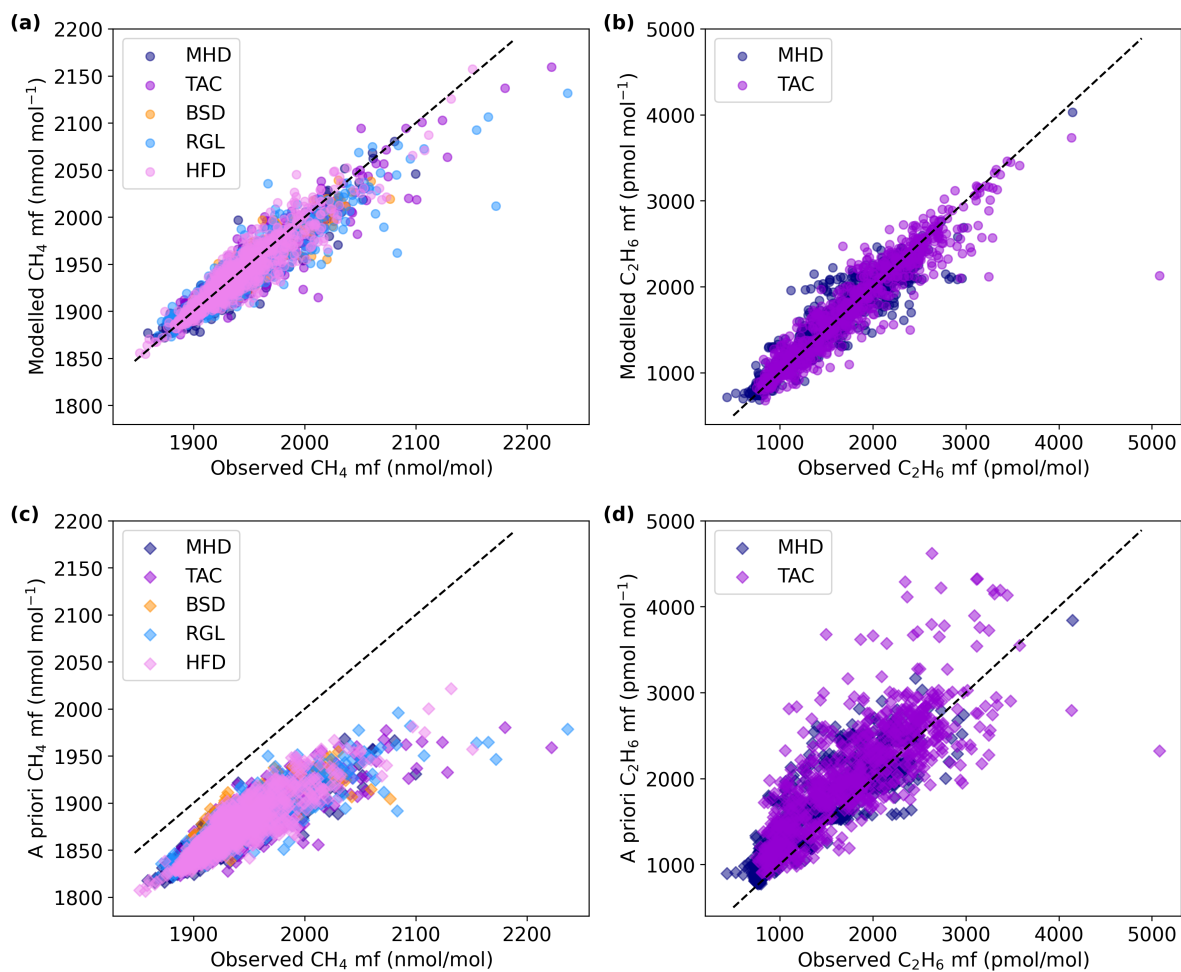 (a)
2200
2150
2100
2050
2000
1950
1900
1850
1800
Modelled CH₄ mf (nmol mol⁻¹)
MHD
TAC
BSD
RGL
HFD
1900
2000
2100
2200
Observed CH₄ mf (nmol/mol)
(b)
5000
4000
3000
2000
1000
Modelled C₂H₆ mf (pmol mol⁻¹)
MHD
TAC
1000
2000
3000
4000
5000
Observed C₂H₆ mf (pmol/mol)
(c)
2200
2150
2100
2050
2000
1950
1900
1850
1800
A priori CH₄ mf (nmol mol⁻¹)
MHD
TAC
BSD
RGL
HFD
1900
2000
2100
2200
Observed CH₄ mf (nmol/mol)
(d)
5000
4000
3000
2000
1000
A priori C₂H₆ mf (pmol mol⁻¹)
MHD
TAC
1000
2000
3000
4000
5000
Observed C₂H₆ mf (pmol/mol)